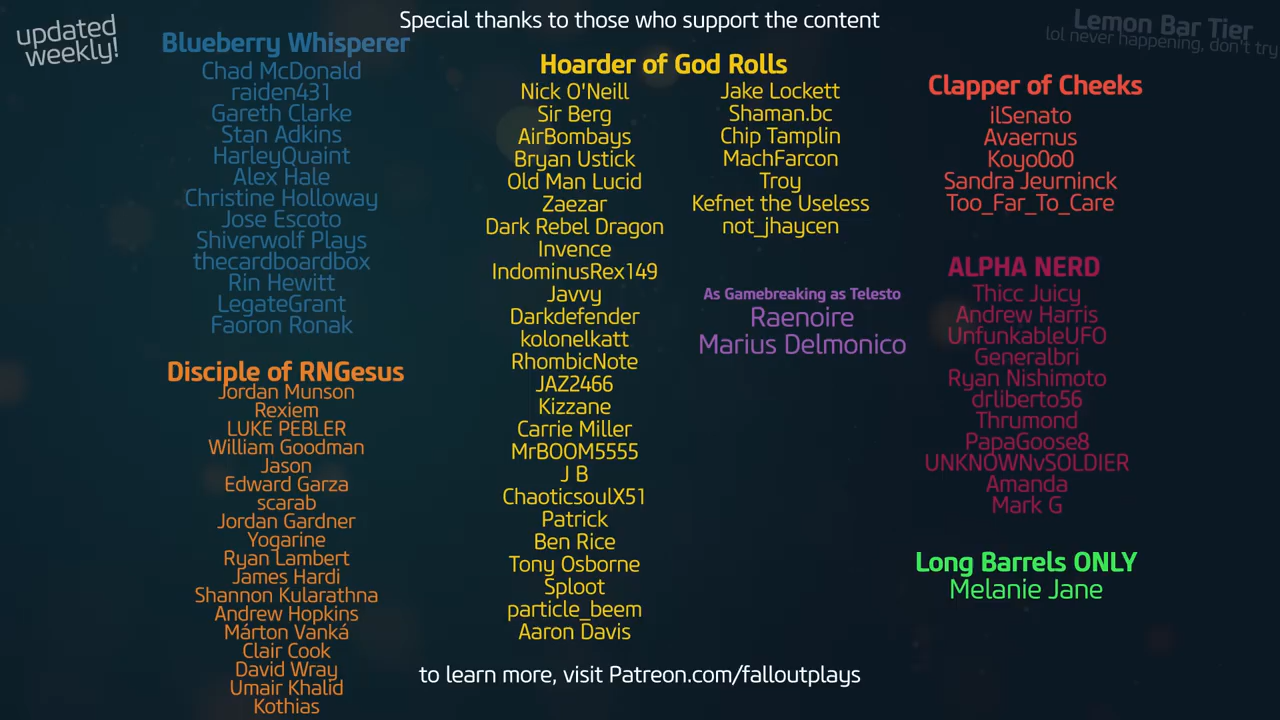 updated
weekly!
Special thanks to those who support the content
Lemon Bar Tier
lol never happening, don't try
Blueberry Whisperer
Chad McDonald
raiden431
Gareth Clarke
Stan Adkins
HarleyQuaint
Alex Hale
Christine Holloway
Jose Escoto
Shiverwolf Plays
thecardboardbox
Rin Hewitt
LegateGrant
Faoron Ronak
Disciple of RNGesus
Jordan Munson
Rexiem
LUKE PEBLER
William Goodman
Jason
Edward Garza
scarab
Jordan Gardner
Yogarine
Ryan Lambert
James Hardi
Shannon Kularathna
Andrew Hopkins
Márton Vanká
Clair Cook
David Wray
Umair Khalid
Kothias
Hoarder of God Rolls
Nick O'Neill
Sir Berg
AirBombays
Bryan Ustick
Old Man Lucid
Zaezar
Dark Rebel Dragon
Invence
IndominusRex149
Javvy
Darkdefender
kolonelkatt
RhombicNote
JAZ2466
Kizzane
Carrie Miller
MrBOOM5555
J B
ChaoticsoulX51
Patrick
Ben Rice
Tony Osborne
Sploot
particle_beem
Aaron Davis
Jake Lockett
Shaman.bc
Chip Tamplin
MachFarcon
Troy
Kefnet the Useless
not_jhaycen
As Gamebreaking as Telesto
Raenoire
Marius Delmonico
Clapper of Cheeks
ilSenato
Avaernus
Koyo0o0
Sandra Jeurninck
Too_Far_To_Care
ALPHA NERD
Thicc Juicy
Andrew Harris
UnfunkableUFO
Generalbri
Ryan Nishimoto
drliberto56
Thrumond
PapaGoose8
UNKNOWNvSOLDIER
Amanda
Mark G
Long Barrels ONLY
Melanie Jane
to learn more, visit Patreon.com/falloutplays